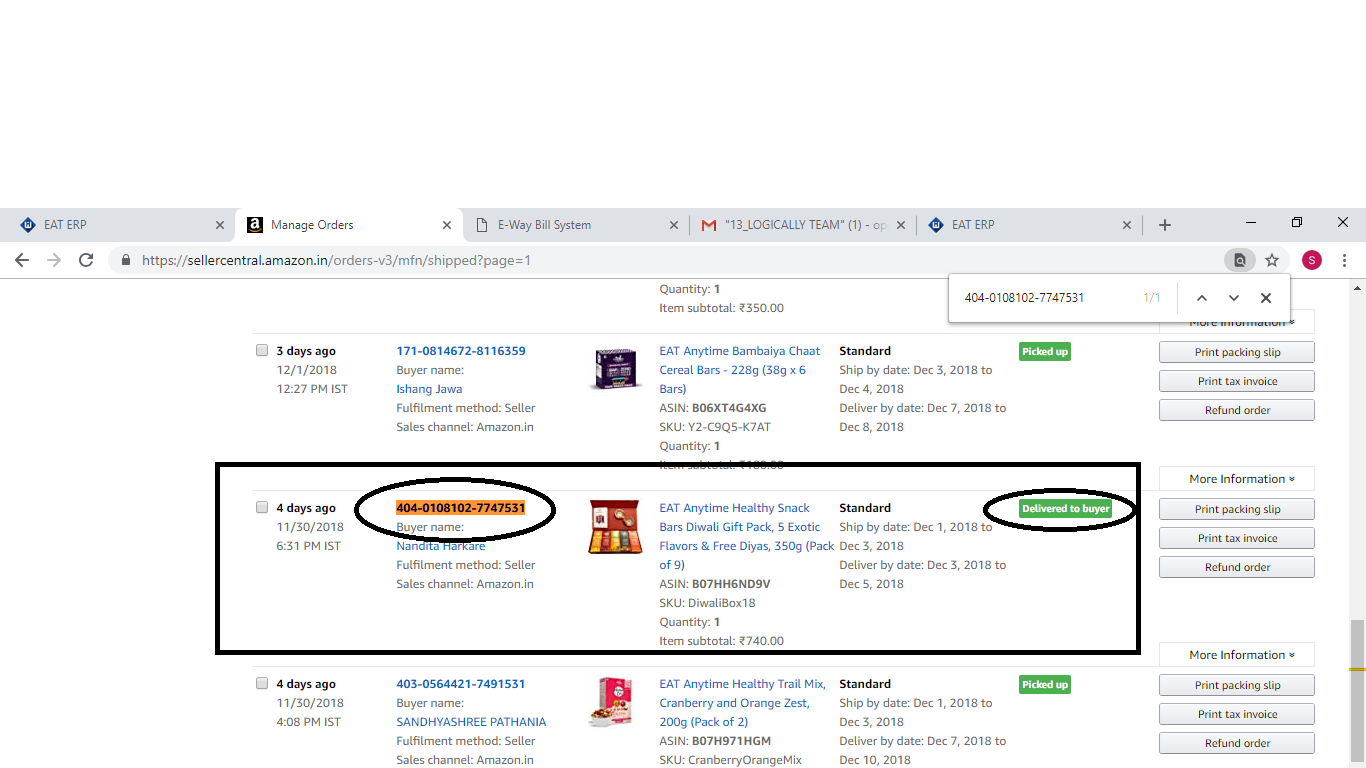 EAT ERP
Manage Orders
E-Way Bill System
"13_LOGICALLY TEAM" (1) - op
EAT ERP
https://sellercentral.amazon.in/orders-v3/mfn/shipped?page=1
S
404-0108102-7747531 1/1
Quantity: 1
Item subtotal: ₹350.00
More Information
3 days ago
12/1/2018
12:27 PM IST
171-0814672-8116359
Buyer name:
Ishang Jawa
Fulfilment method: Seller
Sales channel: Amazon.in
EAT Anytime Bambaiya Chaat
Cereal Bars - 228g (38g x 6
Bars)
ASIN: B06XT4G4XG
SKU: Y2-C9Q5-K7AT
Quantity: 1
Item subtotal: ₹180.00
Standard
Ship by date: Dec 3, 2018 to
Dec 4, 2018
Deliver by date: Dec 7, 2018 to
Dec 8, 2018
Picked up
Print packing slip
Print tax invoice
Refund order
More Information
4 days ago
11/30/2018
6:31 PM IST
404-0108102-7747531
Buyer name:
Nandita Harkare
Fulfilment method: Seller
Sales channel: Amazon.in
EAT Anytime Healthy Snack
Bars Diwali Gift Pack, 5 Exotic
Flavors & Free Diyas, 350g (Pack
of 9)
ASIN: B07HH6ND9V
SKU: DiwaliBox18
Quantity: 1
Item subtotal: ₹740.00
Standard
Ship by date: Dec 1, 2018 to
Dec 3, 2018
Deliver by date: Dec 3, 2018 to
Dec 5, 2018
Delivered to buyer
Print packing slip
Print tax invoice
Refund order
More Information
4 days ago
11/30/2018
4:08 PM IST
403-0564421-7491531
Buyer name:
SANDHYASHREE PATHANIA
Fulfilment method: Seller
Sales channel: Amazon.in
EAT Anytime Healthy Trail Mix,
Cranberry and Orange Zest,
200g (Pack of 2)
ASIN: B07H971HGM
SKU: CranberryOrangeMix
Standard
Ship by date: Dec 1, 2018 to
Dec 3, 2018
Deliver by date: Dec 7, 2018 to
Dec 10, 2018
Picked up
Print packing slip
Print tax invoice
Refund order